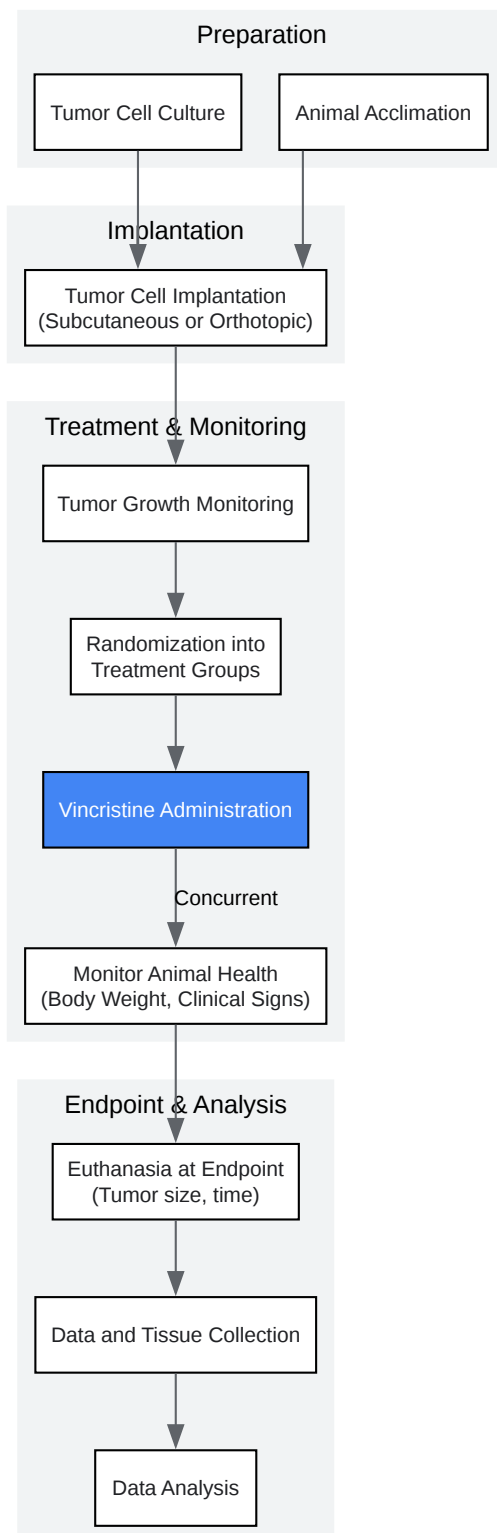 Preparation
Tumor Cell Culture
Animal Acclimation
Implantation
Tumor Cell Implantation
(Subcutaneous or Orthotopic)
Treatment & Monitoring
Tumor Growth Monitoring
Randomization into
Treatment Groups
Vincristine Administration
Concurrent
Monitor Animal Health
(Body Weight, Clinical Signs)
Endpoint & Analysis
Euthanasia at Endpoint
(Tumor size, time)
Data and Tissue Collection
Data Analysis